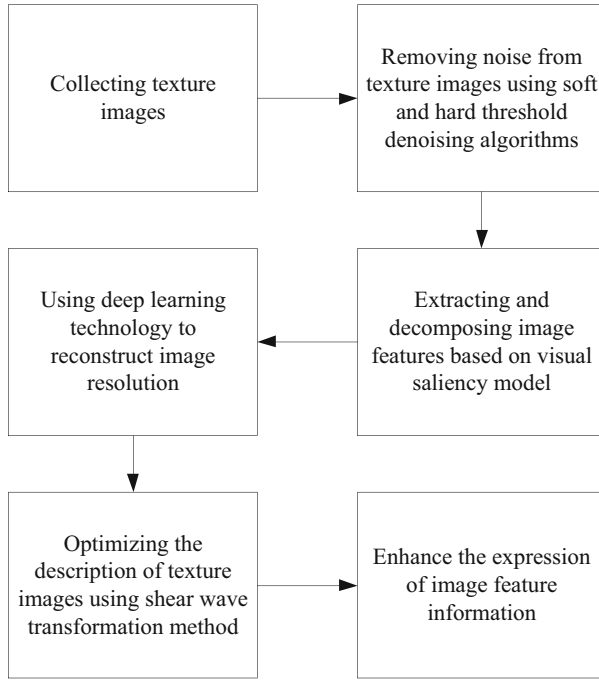 Collecting texture
images
Removing noise from
texture images using soft
and hard threshold
denoising algorithms
Extracting and
decomposing image
features based on visual
saliency model
Using deep learning
technology to
reconstruct image
resolution
Optimizing the
description of texture
images using shear wave
transformation method
Enhance the expression
of image feature
information